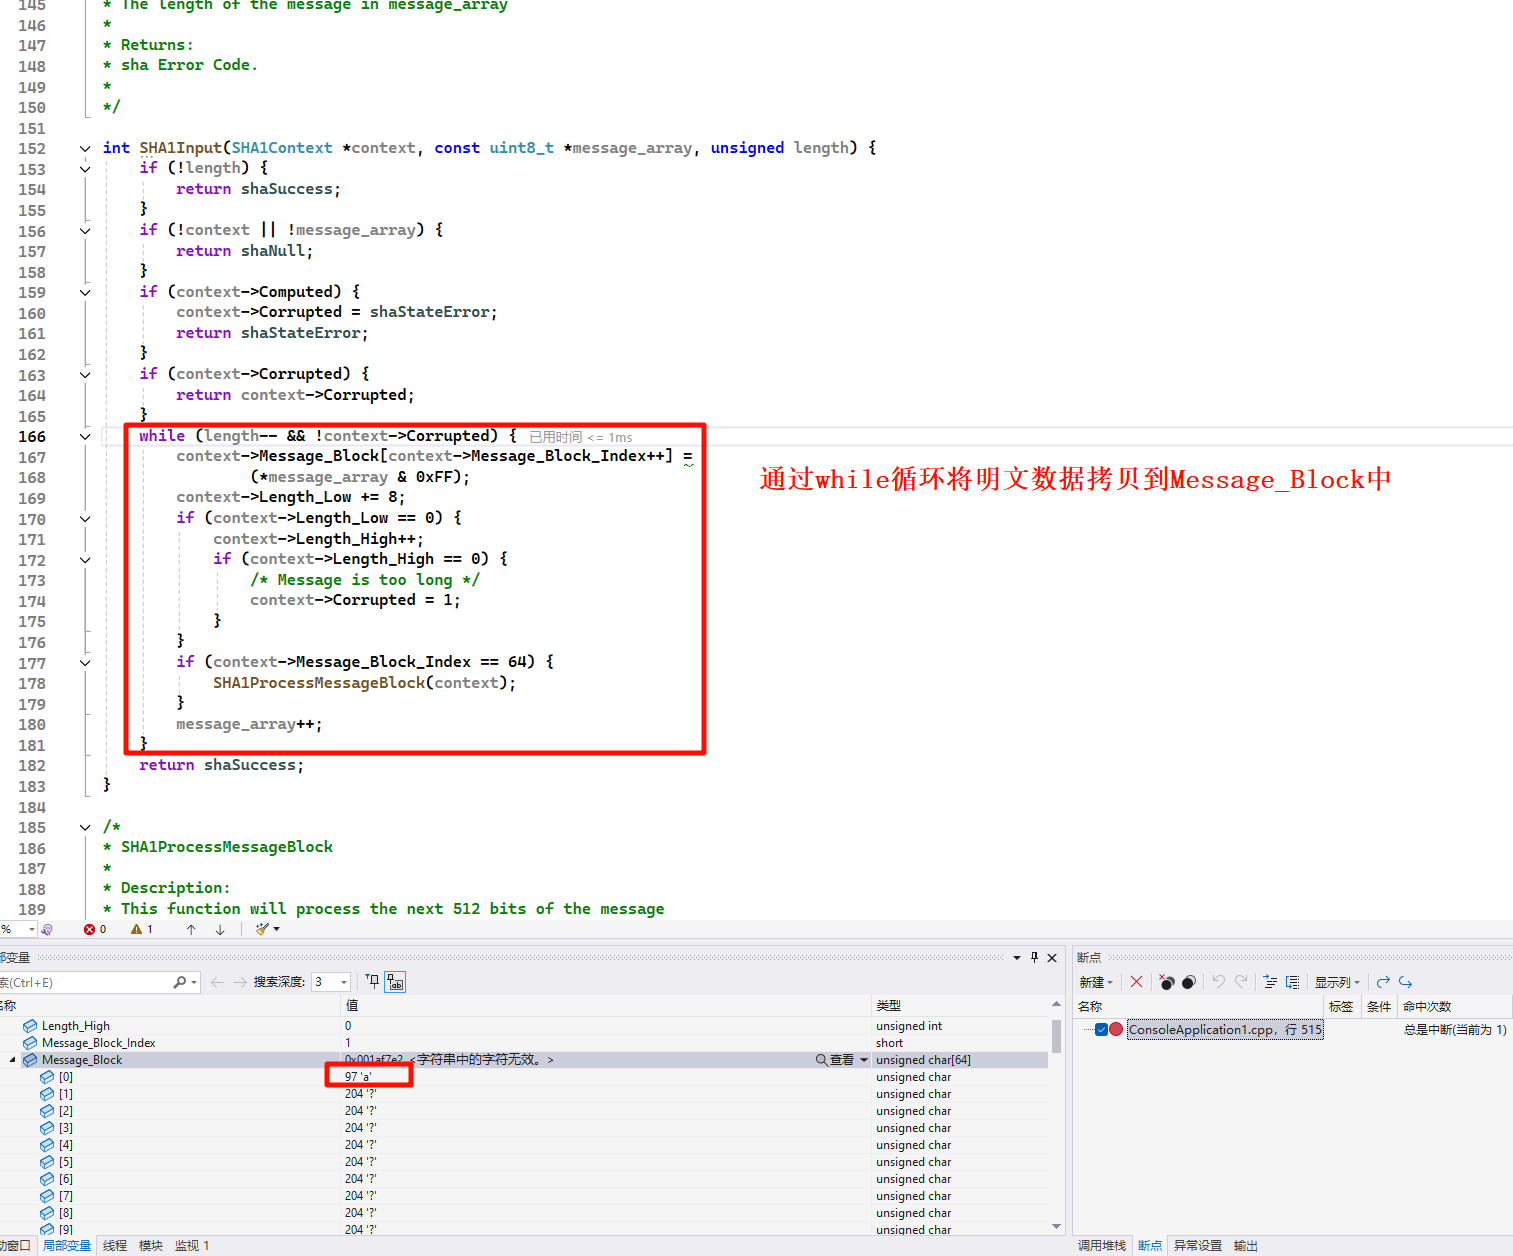 145 * The length of the message in message_array
146 *
147 * Returns:
148 * sha Error Code.
149 *
150 */
151
152 int SHA1Input(SHA1Context *context, const uint8_t *message_array, unsigned length) {
153 if (!length) {
154 return shaSuccess;
155 }
156 if (!context || !message_array) {
157 return shaNull;
158 }
159 if (context->Computed) {
160 context->Corrupted = shaStateError;
161 return shaStateError;
162 }
163 if (context->Corrupted) {
164 return context->Corrupted;
165 }
166 while (length-- && !context->Corrupted) { 已用时间 <= 1ms
167 context->Message_Block[context->Message_Block_Index++] =
168 (*message_array & 0xFF);
通过while循环将明文数据拷贝到Message_Block中
169 context->Length_Low += 8;
170 if (context->Length_Low == 0) {
171 context->Length_High++;
172 if (context->Length_High == 0) {
173 /* Message is too long */
174 context->Corrupted = 1;
175 }
176 }
177 if (context->Message_Block_Index == 64) {
178 SHA1ProcessMessageBlock(context);
179 }
180 message_array++;
181 }
182 return shaSuccess;
183 }
184
185 /*
186 * SHA1ProcessMessageBlock
187 *
188 * Description:
189 * This function will process the next 512 bits of the message
% 0 1
部变量
索(Ctrl+E) 搜索深度: 3
名称 值 类型
Length_High 0 unsigned int
Message_Block_Index 1 short
Message_Block 0x001af7e2 <字符串中的字符无效。> 查看 unsigned char[64]
[0] 97 'a' unsigned char
[1] 204 '?' unsigned char
[2] 204 '?' unsigned char
[3] 204 '?' unsigned char
[4] 204 '?' unsigned char
[5] 204 '?' unsigned char
[6] 204 '?' unsigned char
[7] 204 '?' unsigned char
[8] 204 '?' unsigned char
[9] 204 '?' unsigned char
动窗口 局部变量 线程 模块 监视 1
断点
新建 显示列
名称 标签 条件 命中次数
ConsoleApplication1.cpp, 行 515 总是中断(当前为 1)
调用堆栈 断点 异常设置 输出